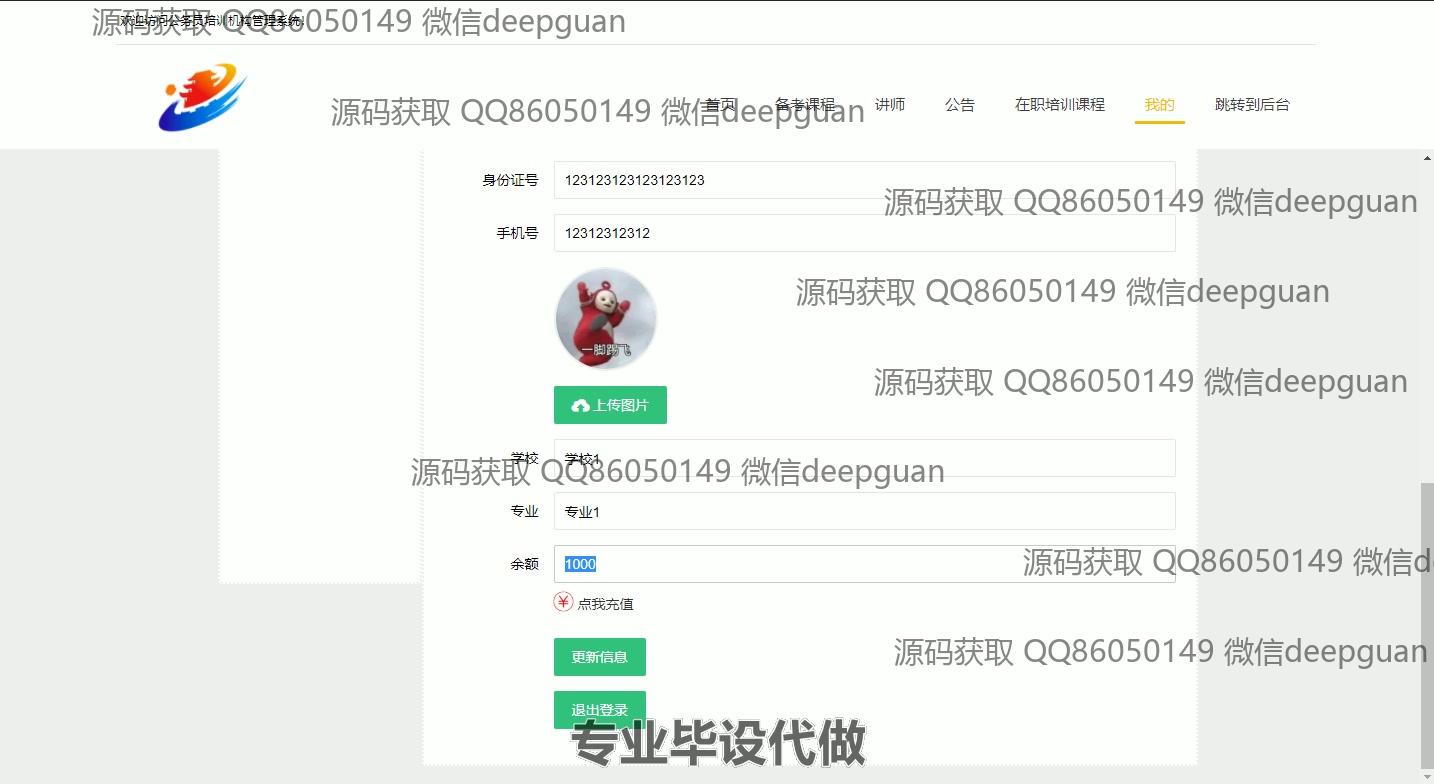 欢迎访问公务员培训机构管理系统!
源码获取 QQ86050149 微信deepguan
首页 备考课程 讲师 公告 在职培训课程 我的 跳转到后台
源码获取 QQ86050149 微信deepguan
身份证号 123123123123123123
源码获取 QQ86050149 微信deepguan
手机号 12312312312
源码获取 QQ86050149 微信deepguan
一脚踢飞
源码获取 QQ86050149 微信deepguan
上传图片
学校 学校1
源码获取 QQ86050149 微信deepguan
专业 专业1
余额 1000
源码获取 QQ86050149 微信d
点我充值
更新信息
源码获取 QQ86050149 微信deepguan
退出登录
专业毕设代做